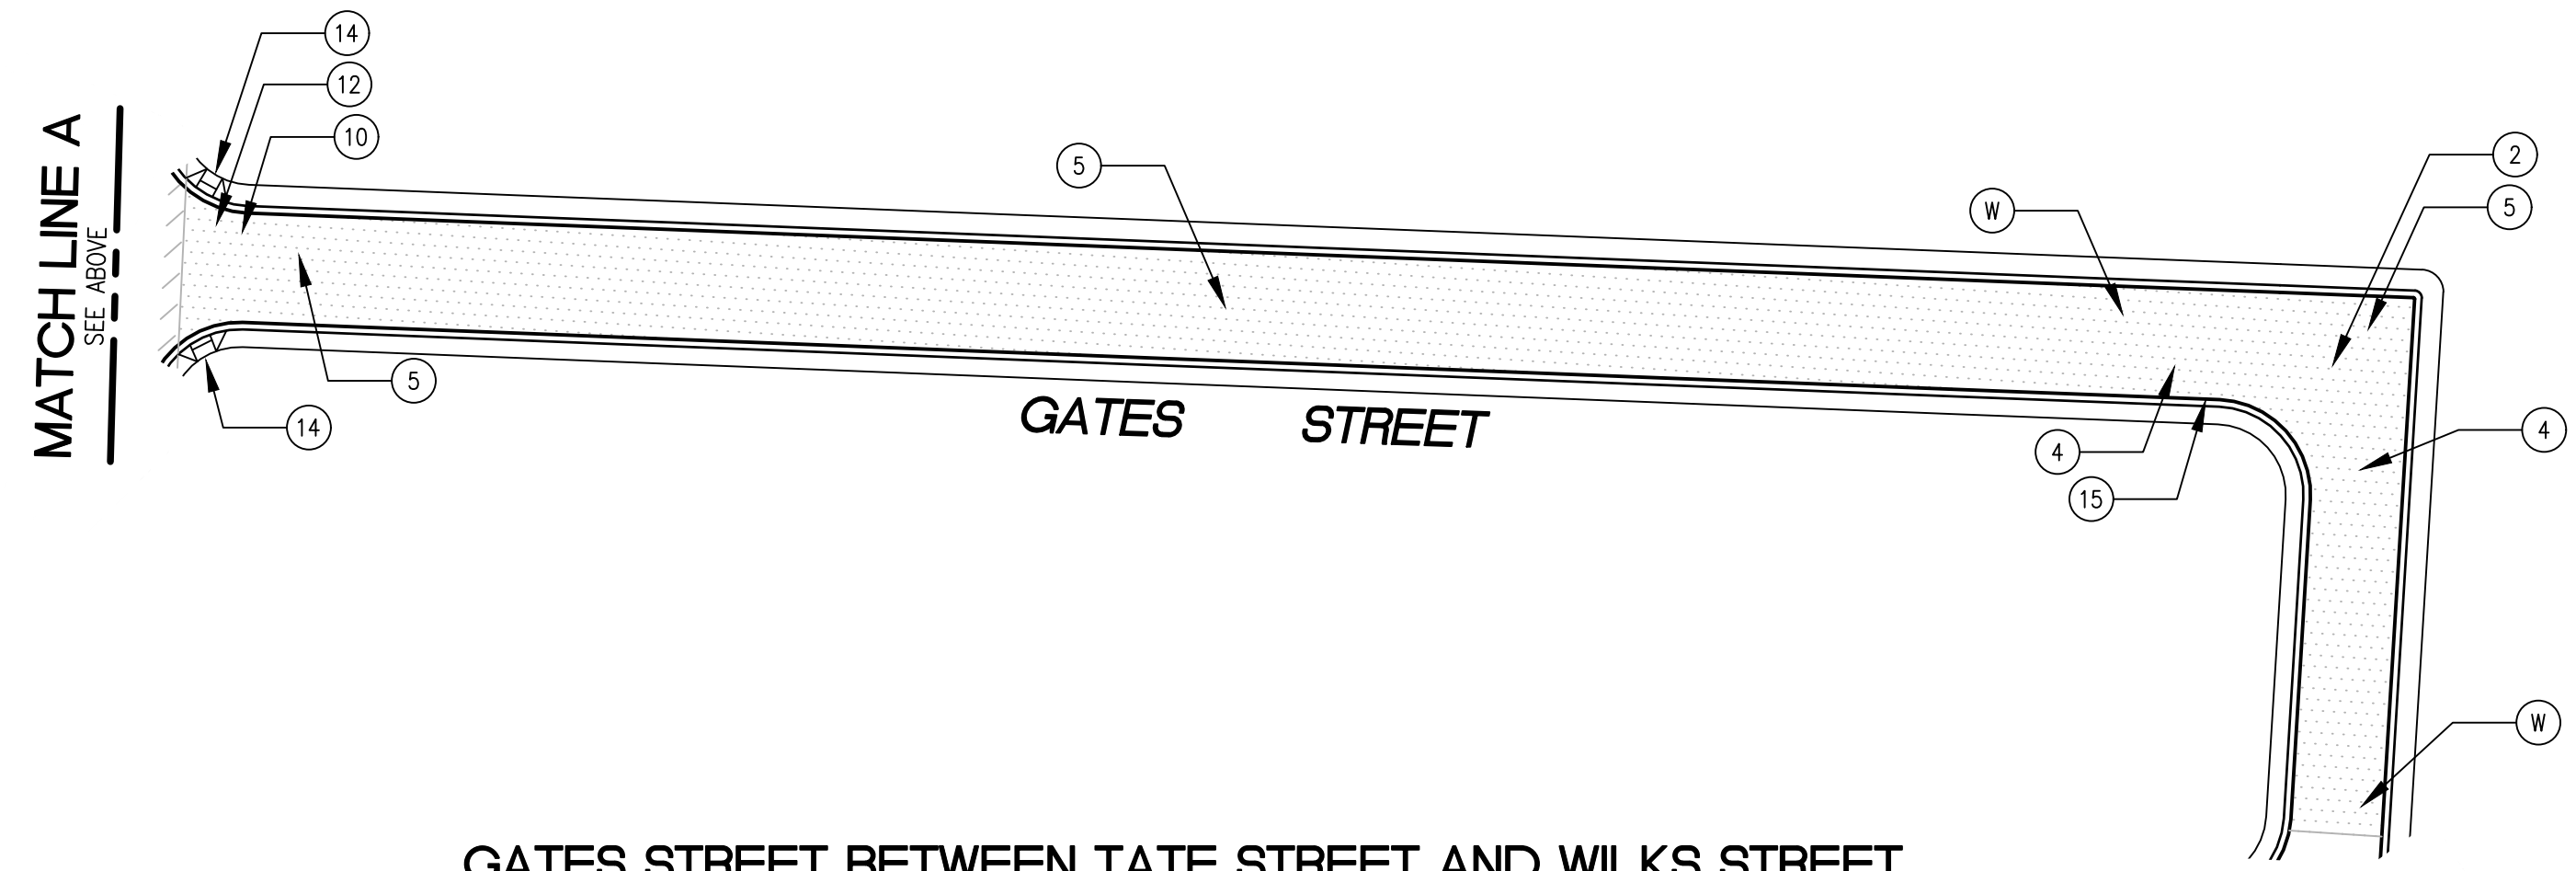 14
12
10
5
W
2
5
MATCH LINE A
SEE ABOVE
5
14
GATES STREET
4
15
4
W
GATES STREET BETWEEN TATE STREET AND WILKS STREET